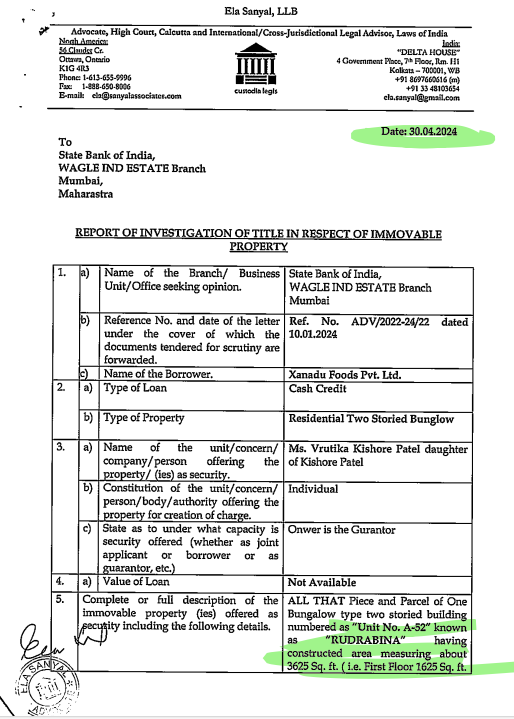 Ela Sanyal, LLB
Advocate, High Court, Calcutta and International/Cross-Jurisdictional Legal Advisor, Laws of India
North America:
56 Clauder Cr.
Ottawa, Ontario
K1G 4R3
Phone: 1-613-655-9996
Fax: 1-888-650-8006
E-mail: ela@sanyalassociates.com
custodia legis
India:
"DELTA HOUSE"
4 Government Place, 7th Floor, Rm. H1
Kolkata – 700001, WB
+91 8697660616 (m)
+91 33 48103654
ela.sanyal@gmail.com
Date: 30.04.2024
To
State Bank of India,
WAGLE IND ESTATE Branch
Mumbai,
Maharastra
REPORT OF INVESTIGATION OF TITLE IN RESPECT OF IMMOVABLE
PROPERTY
1. a) Name of the Branch/ Business State Bank of India,
Unit/Office seeking opinion. WAGLE IND ESTATE Branch
Mumbai
b) Reference No. and date of the letter Ref. No. ADV/2022-24/22 dated
under the cover of which the 10.01.2024
documents tendered for scrutiny are
forwarded.
c) Name of the Borrower. Xanadu Foods Pvt. Ltd.
2. a) Type of Loan Cash Credit
b) Type of Property Residential Two Storied Bunglow
3. a) Name of the unit/concern/ Ms. Vrutika Kishore Patel daughter
company/person offering the of Kishore Patel
property/ (ies) as security.
b) Constitution of the unit/concern/ Individual
person/body/authority offering the
property for creation of charge.
c) State as to under what capacity is Onwer is the Gurantor
security offered (whether as joint
applicant or borrower or as
guarantor, etc.)
4. a) Value of Loan Not Available
5. Complete or full description of the ALL THAT Piece and Parcel of One
immovable property (ies) offered as Bungalow type two storied building
security including the following details. numbered as "Unit No. A-52" known
as "RUDRABINA" having
constructed area measuring about
3625 Sq. ft. ( i.e. First Floor 1625 Sq. ft.
ELA SANYAL